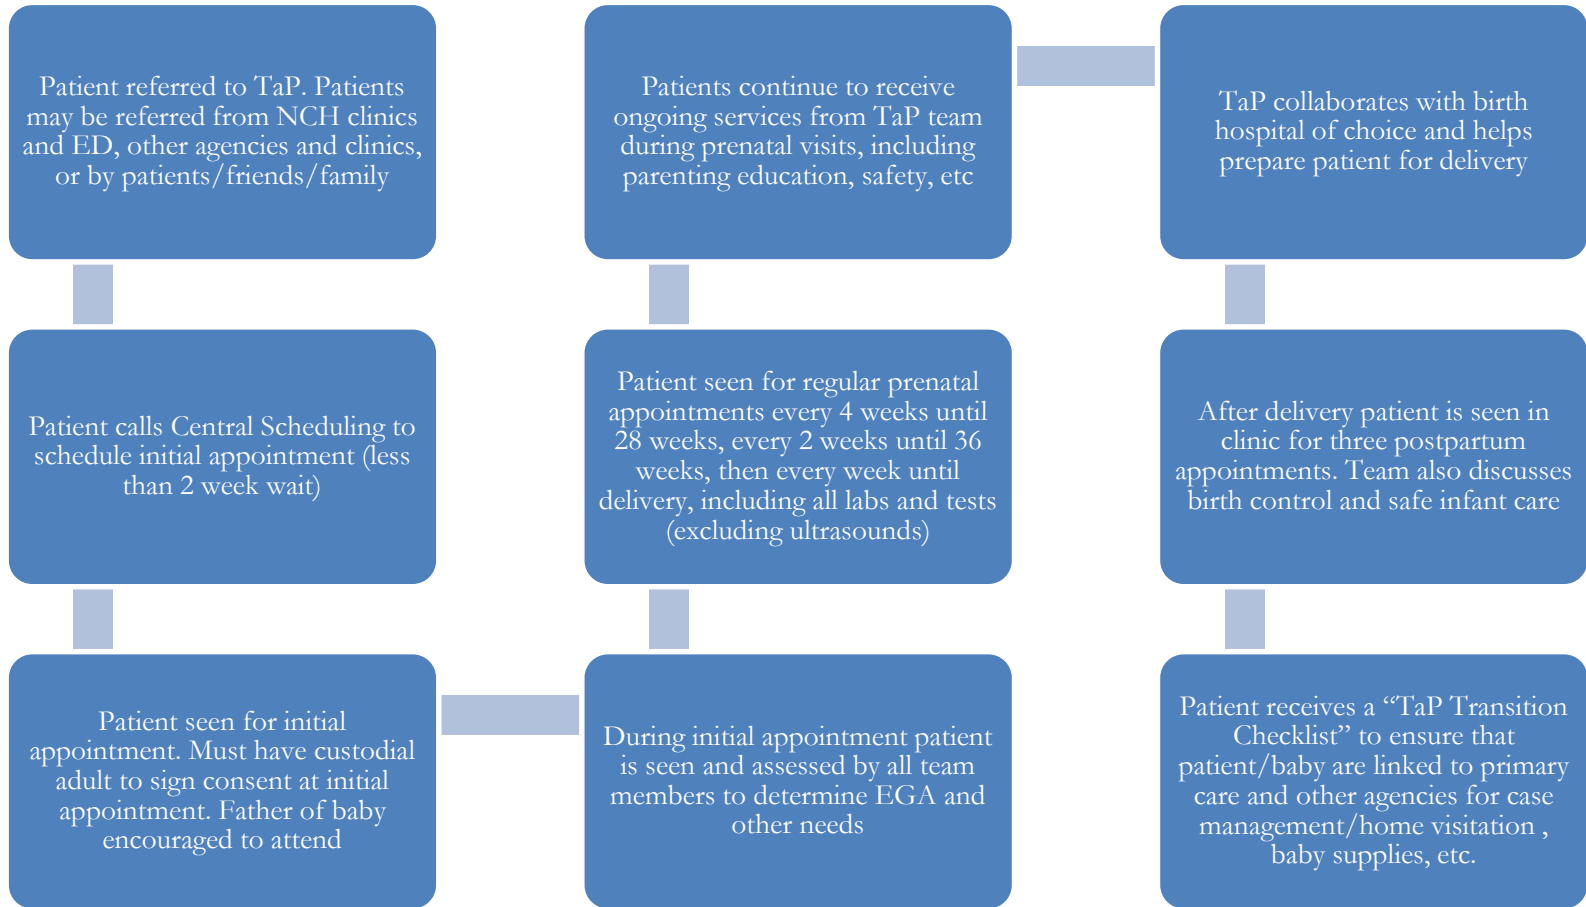 Patient referred to TaP. Patients
may be referred from NCH clinics
and ED, other agencies and clinics,
or by patients/friends/family
Patient calls Central Scheduling to
schedule initial appointment (less
than 2 week wait)
Patient seen for initial
appointment. Must have custodial
adult to sign consent at initial
appointment. Father of baby
encouraged to attend
During initial appointment patient
is seen and assessed by all team
members to determine EGA and
other needs
Patient seen for regular prenatal
appointments every 4 weeks until
28 weeks, every 2 weeks until 36
weeks, then every week until
delivery, including all labs and tests
(excluding ultrasounds)
Patients continue to receive
ongoing services from TaP team
during prenatal visits, including
parenting education, safety, etc
TaP collaborates with birth
hospital of choice and helps
prepare patient for delivery
After delivery patient is seen in
clinic for three postpartum
appointments. Team also discusses
birth control and safe infant care
Patient receives a “TaP Transition
Checklist” to ensure that
patient/baby are linked to primary
care and other agencies for case
management/home visitation ,
baby supplies, etc.